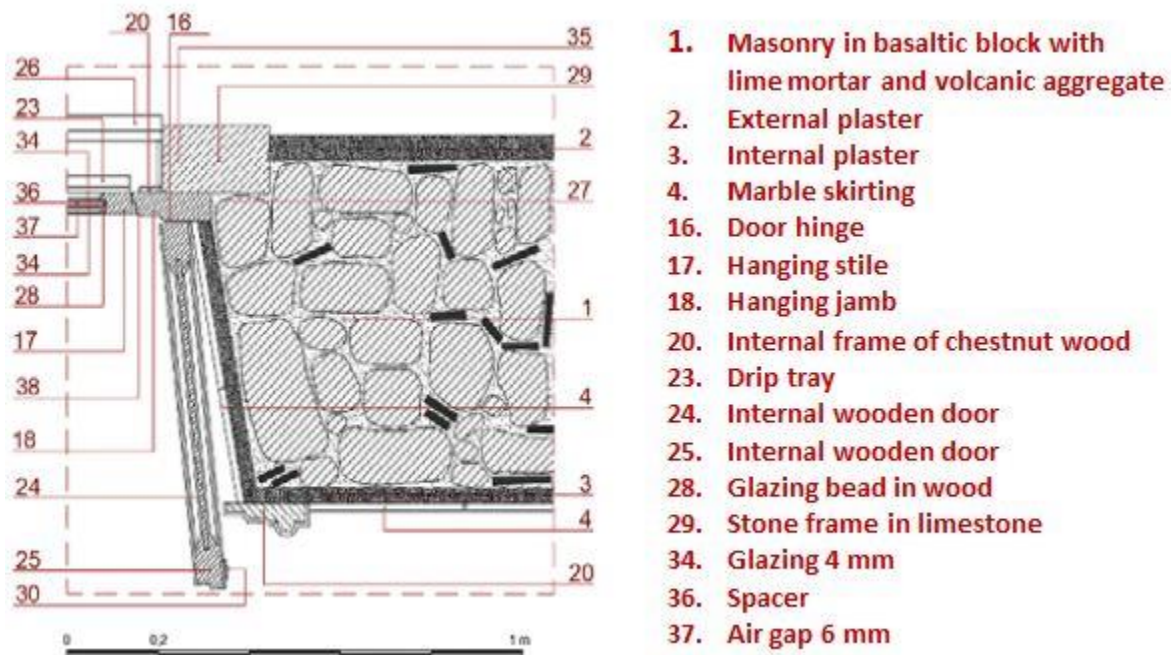 20 16
35
26
29
23
34
2
36
27
37
34
28
1
17
38
4
18
24
3
4
25
20
30
0 0,2 1 m
1. Masonry in basaltic block with
lime mortar and volcanic aggregate
2. External plaster
3. Internal plaster
4. Marble skirting
16. Door hinge
17. Hanging stile
18. Hanging jamb
20. Internal frame of chestnut wood
23. Drip tray
24. Internal wooden door
25. Internal wooden door
28. Glazing bead in wood
29. Stone frame in limestone
34. Glazing 4 mm
36. Spacer
37. Air gap 6 mm